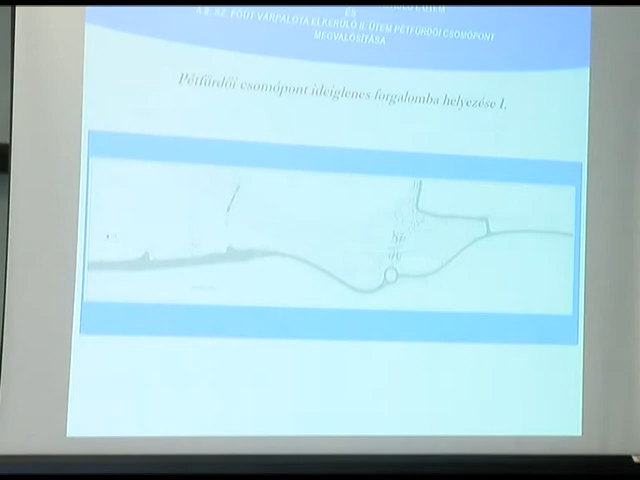 ÉS
A 8. SZ. FŐÚT VÁRPALOTA ELKERÜLŐ II. ÜTEM PÉTFÜRDŐI CSOMÓPONT
MEGVALÓSÍTÁSA
Pétfürdői csomópont ideiglenes forgalomba helyezése I.